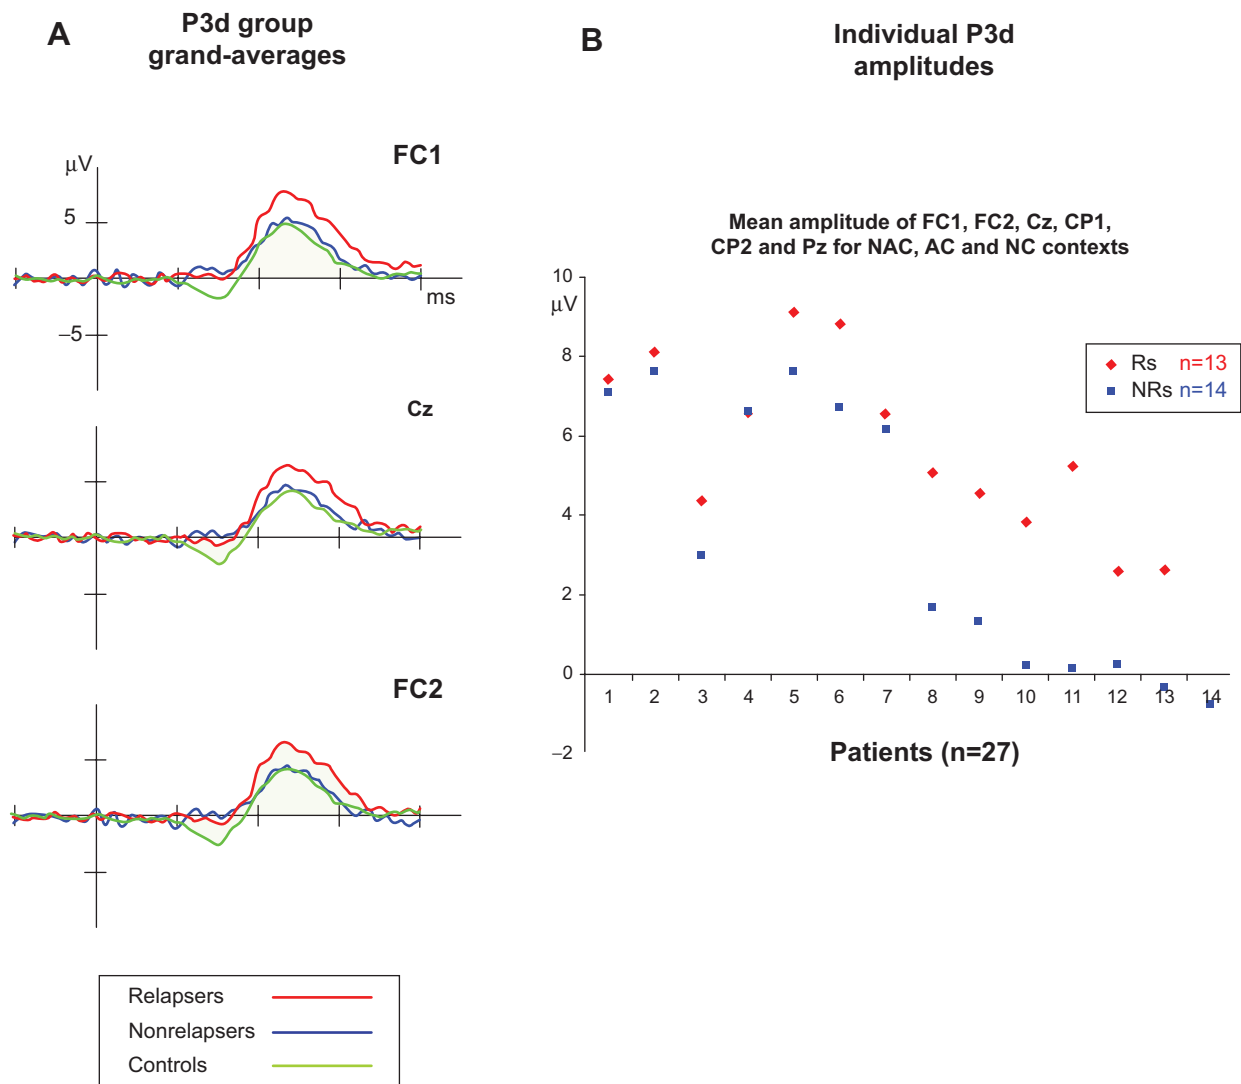 A
P3d group
grand-averages
FC1
μV
5
ms
–5
Cz
FC2
Relapsers
Nonrelapsers
Controls
B
Individual P3d
amplitudes
Mean amplitude of FC1, FC2, Cz, CP1,
CP2 and Pz for NAC, AC and NC contexts
10
μV
8
6
4
2
0
–2
1 2 3 4 5 6 7 8 9 10 11 12 13 14
Patients (n=27)
Rs n=13
NRs n=14